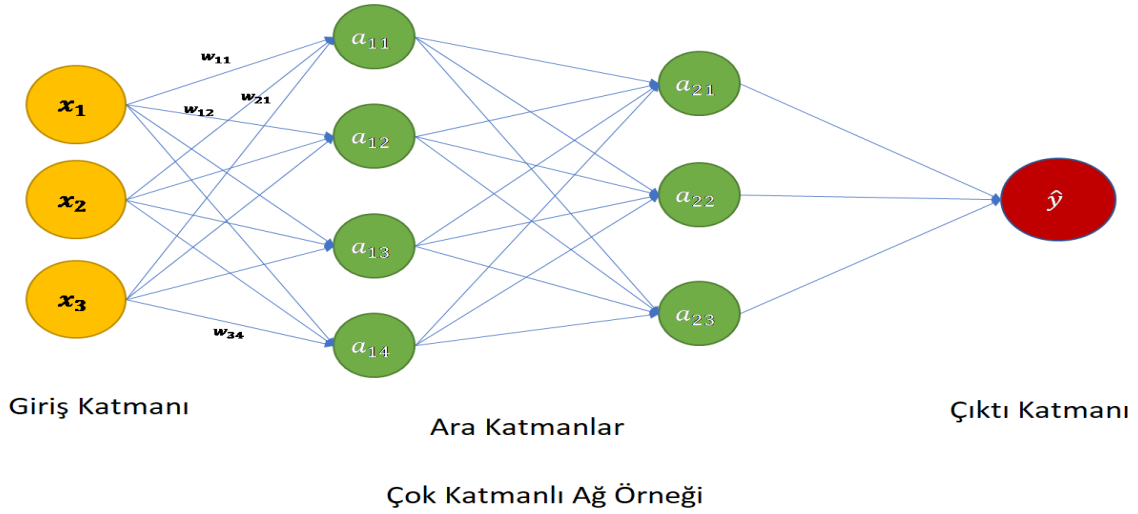 x₁
x₂
x₃
w₁₁
w₁₂
w₂₁
w₃₄
a₁₁
a₁₂
a₁₃
a₁₄
a₂₁
a₂₂
a₂₃
ŷ
Giriş Katmanı
Ara Katmanlar
Çıktı Katmanı
Çok Katmanlı Ağ Örneği